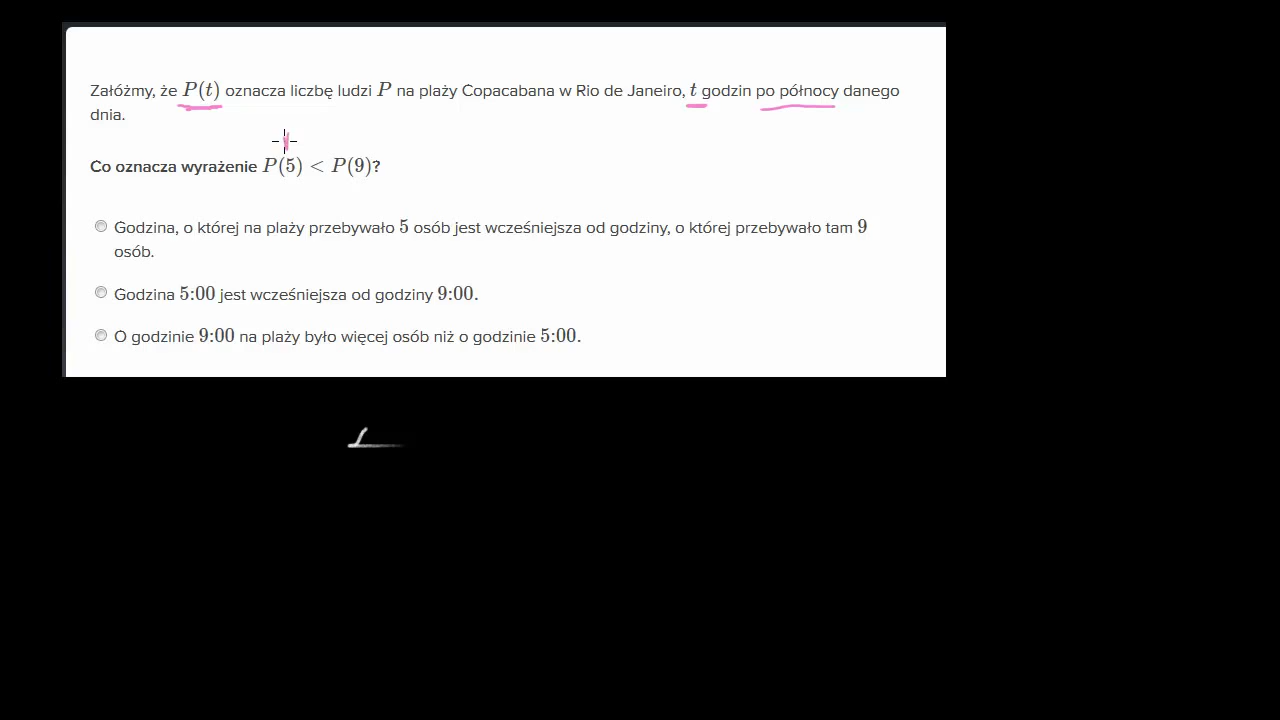 Załóżmy, że P(t) oznacza liczbę ludzi P na plaży Copacabana w Rio de Janeiro, t godzin po północy danego
dnia.
Co oznacza wyrażenie P(5) < P(9)?
Godzina, o której na plaży przebywało 5 osób jest wcześniejsza od godziny, o której przebywało tam 9
osób.
Godzina 5:00 jest wcześniejsza od godziny 9:00.
O godzinie 9:00 na plaży było więcej osób niż o godzinie 5:00.